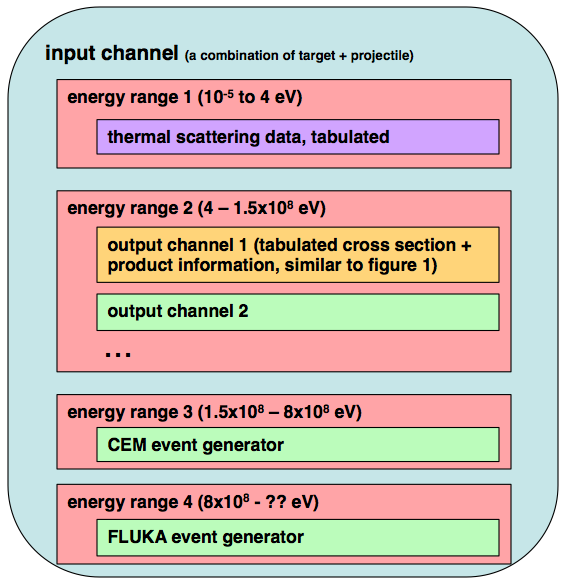 input channel (a combination of target + projectile)
energy range 1 (10⁻⁵ to 4 eV)
thermal scattering data, tabulated
energy range 2 (4 – 1.5x10⁸ eV)
output channel 1 (tabulated cross section +
product information, similar to figure 1)
output channel 2
...
energy range 3 (1.5x10⁸ – 8x10⁸ eV)
CEM event generator
energy range 4 (8x10⁸ - ?? eV)
FLUKA event generator